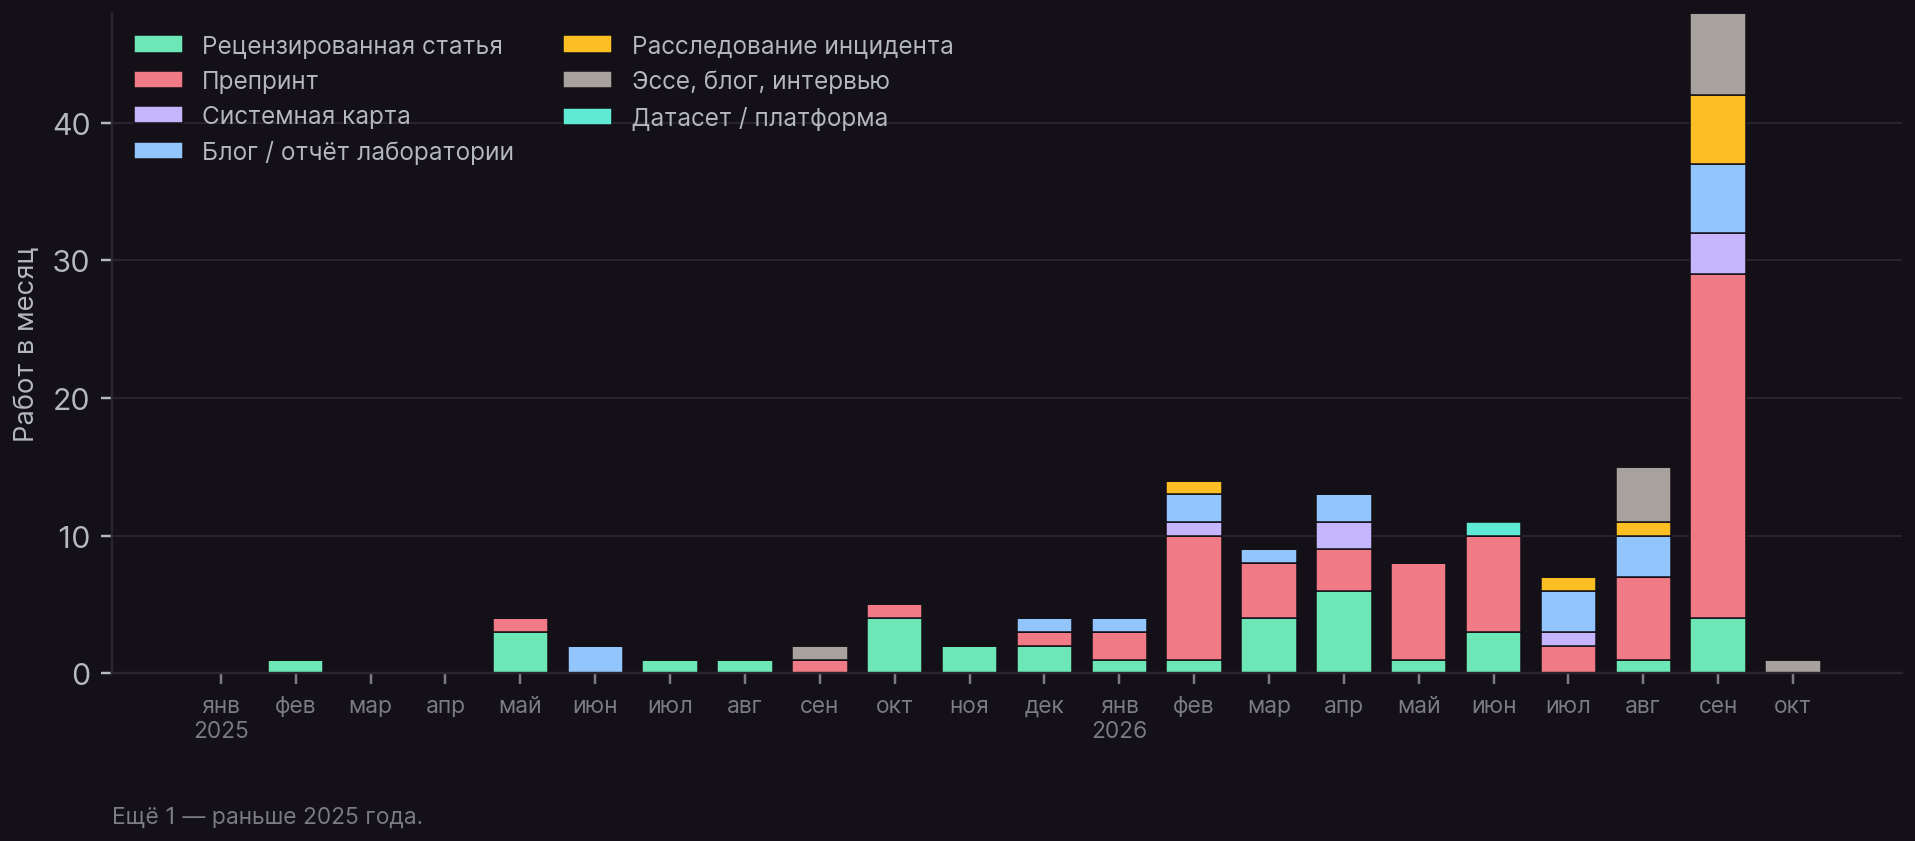 Рецензированная статья
Препринт
Системная карта
Блог / отчёт лаборатории
Расследование инцидента
Эссе, блог, интервью
Датасет / платформа
Работ в месяц
40
30
20
10
0
янв фев мар апр май июн июл авг сен окт ноя дек янв фев мар апр май июн июл авг сен окт
2025 2026
Ещё 1 — раньше 2025 года.